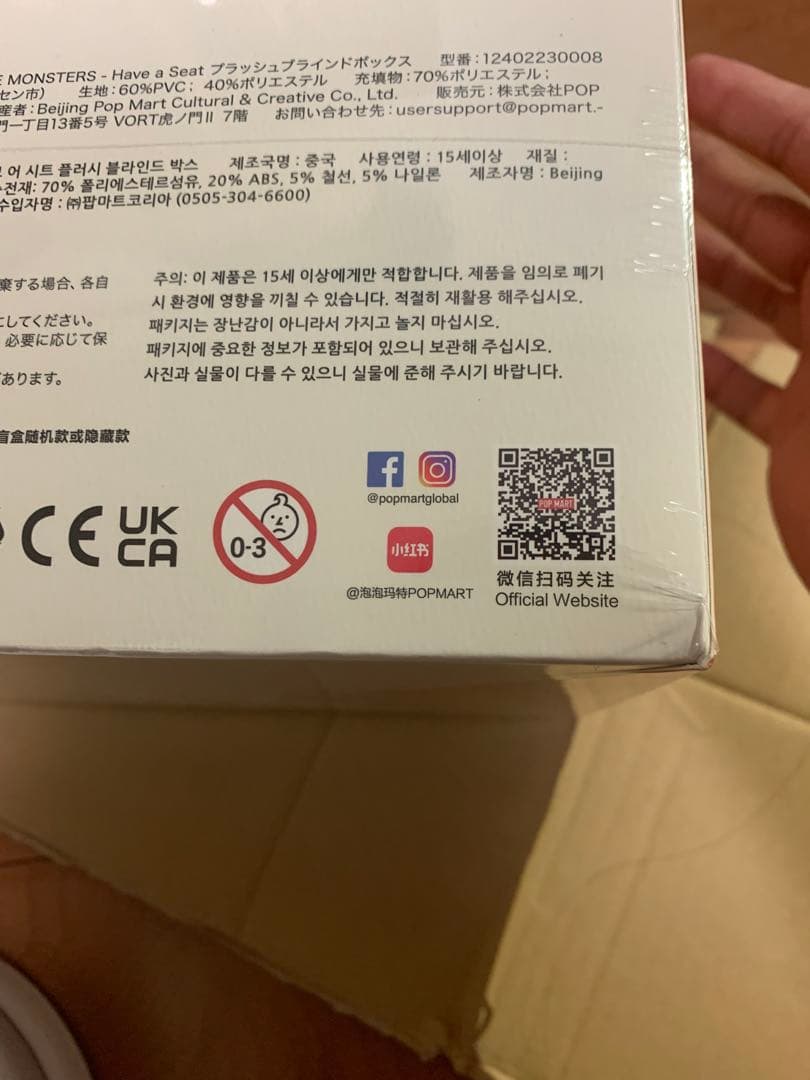 E MONSTERS - Have a Seat プラッシュブラインドボックス 型番:12402230008
セン市) 生地:60%PVC; 40%ポリエステル 充填物:70%ポリエステル;
産者:Beijing Pop Mart Cultural & Creative Co., Ltd. 販売元:株式会社POP
門一丁目13番5号 VORT虎ノ門II 7階 お問い合わせ先:usersupport@popmart.-
어 시트 플러시 블라인드 박스 제조국명 : 중국 사용연령 : 15세이상 재질 :
전재: 70% 폴리에스테르섬유, 20% ABS, 5% 철선, 5% 나일론 제조자명 : Beijing
수입자명 : ㈜팝마트코리아 (0505-304-6600)
棄する場合、各自
にしてください。
必要に応じて保
があります。
주의: 이 제품은 15세 이상에게만 적합합니다. 제품을 임의로 폐기
시 환경에 영향을 끼칠 수 있습니다. 적절히 재활용 해주십시오.
패키지는 장난감이 아니라서 가지고 놀지 마십시오.
패키지에 중요한 정보가 포함되어 있으니 보관해 주십시오.
사진과 실물이 다를 수 있으니 실물에 준해 주시기 바랍니다.
盲盒随机款或隐藏款
CE
UK
CA
0-3
@popmartglobal
小红书
@泡泡玛特POPMART
POP MART
微信扫码关注
Official Website